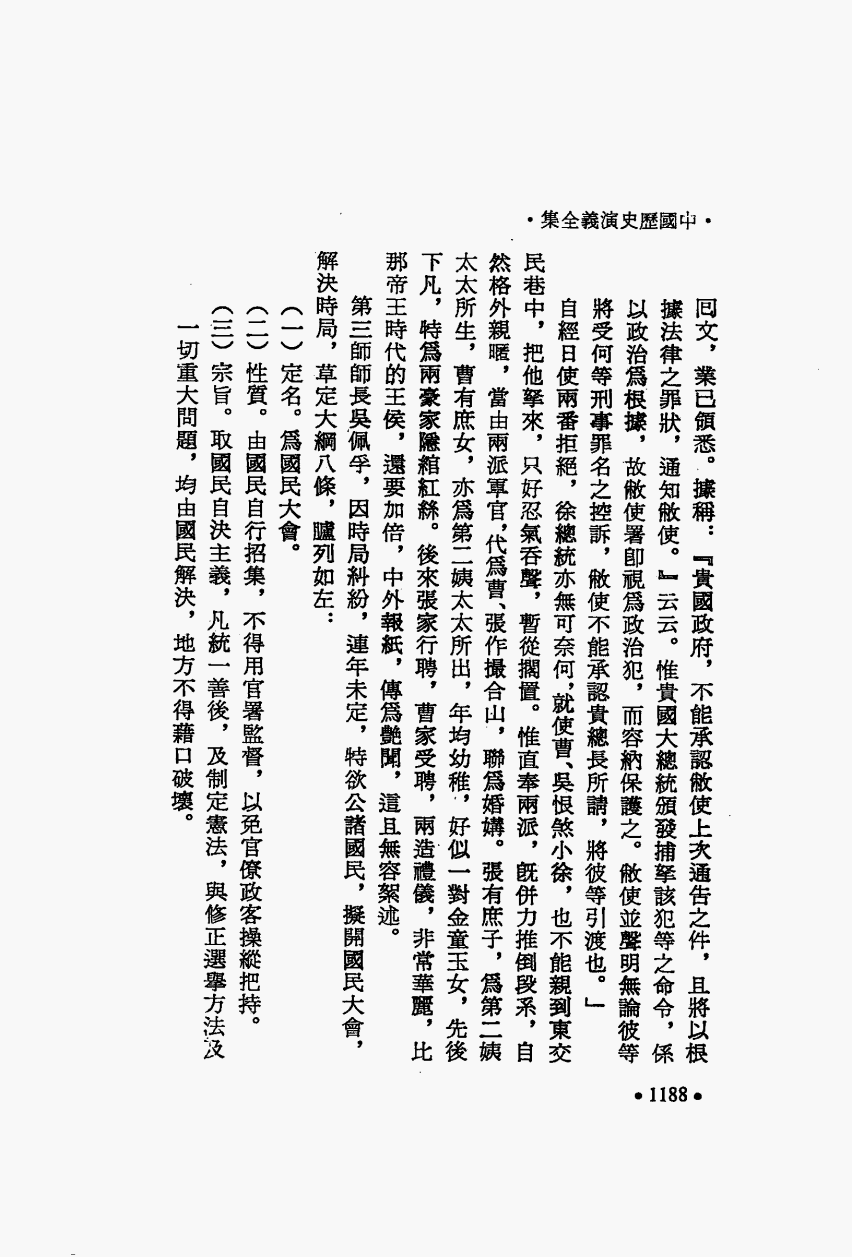 •中國歷史演義全集•
回文，業已領悉。據稱：『貴國政府，不能承認敝使上次通告之件，且將以根
據法律之罪狀，通知敝使。』云云。惟貴國大總統頒發捕拏該犯等之命令，係
以政治爲根據，故敝使署卽視爲政治犯，而容納保護之。敝使並聲明無論彼等
將受何等刑事罪名之控訴，敝使不能承認貴總長所請，將彼等引渡也。」
自經日使兩番拒絕，徐總統亦無可奈何，就使曹、吳恨煞小徐，也不能親到東交
民巷中，把他拏來，只好忍氣吞聲，暫從擱置。惟直奉兩派，旣併力推倒段系，自
然格外親暱，當由兩派軍官，代爲曹、張作撮合山，聯爲婚媾。張有庶子，爲第二姨
太太所生，曹有庶女，亦爲第二姨太太所出，年均幼稚，好似一對金童玉女，先後
下凡，特爲兩豪家隱綰紅絲。後來張家行聘，曹家受聘，兩造禮儀，非常華麗，比
那帝王時代的王侯，還要加倍，中外報紙，傳爲艷聞，這且無容絮述。
第三師師長吳佩孚，因時局糾紛，連年未定，特欲公諸國民，擬開國民大會，
解決時局，草定大綱八條，臚列如左：
（一）定名。爲國民大會。
（二）性質。由國民自行招集，不得用官署監督，以免官僚政客操縱把持。
（三）宗旨。取國民自決主義，凡統一善後，及制定憲法，與修正選舉方法及
一切重大問題，均由國民解決，地方不得藉口破壞。
•1188•